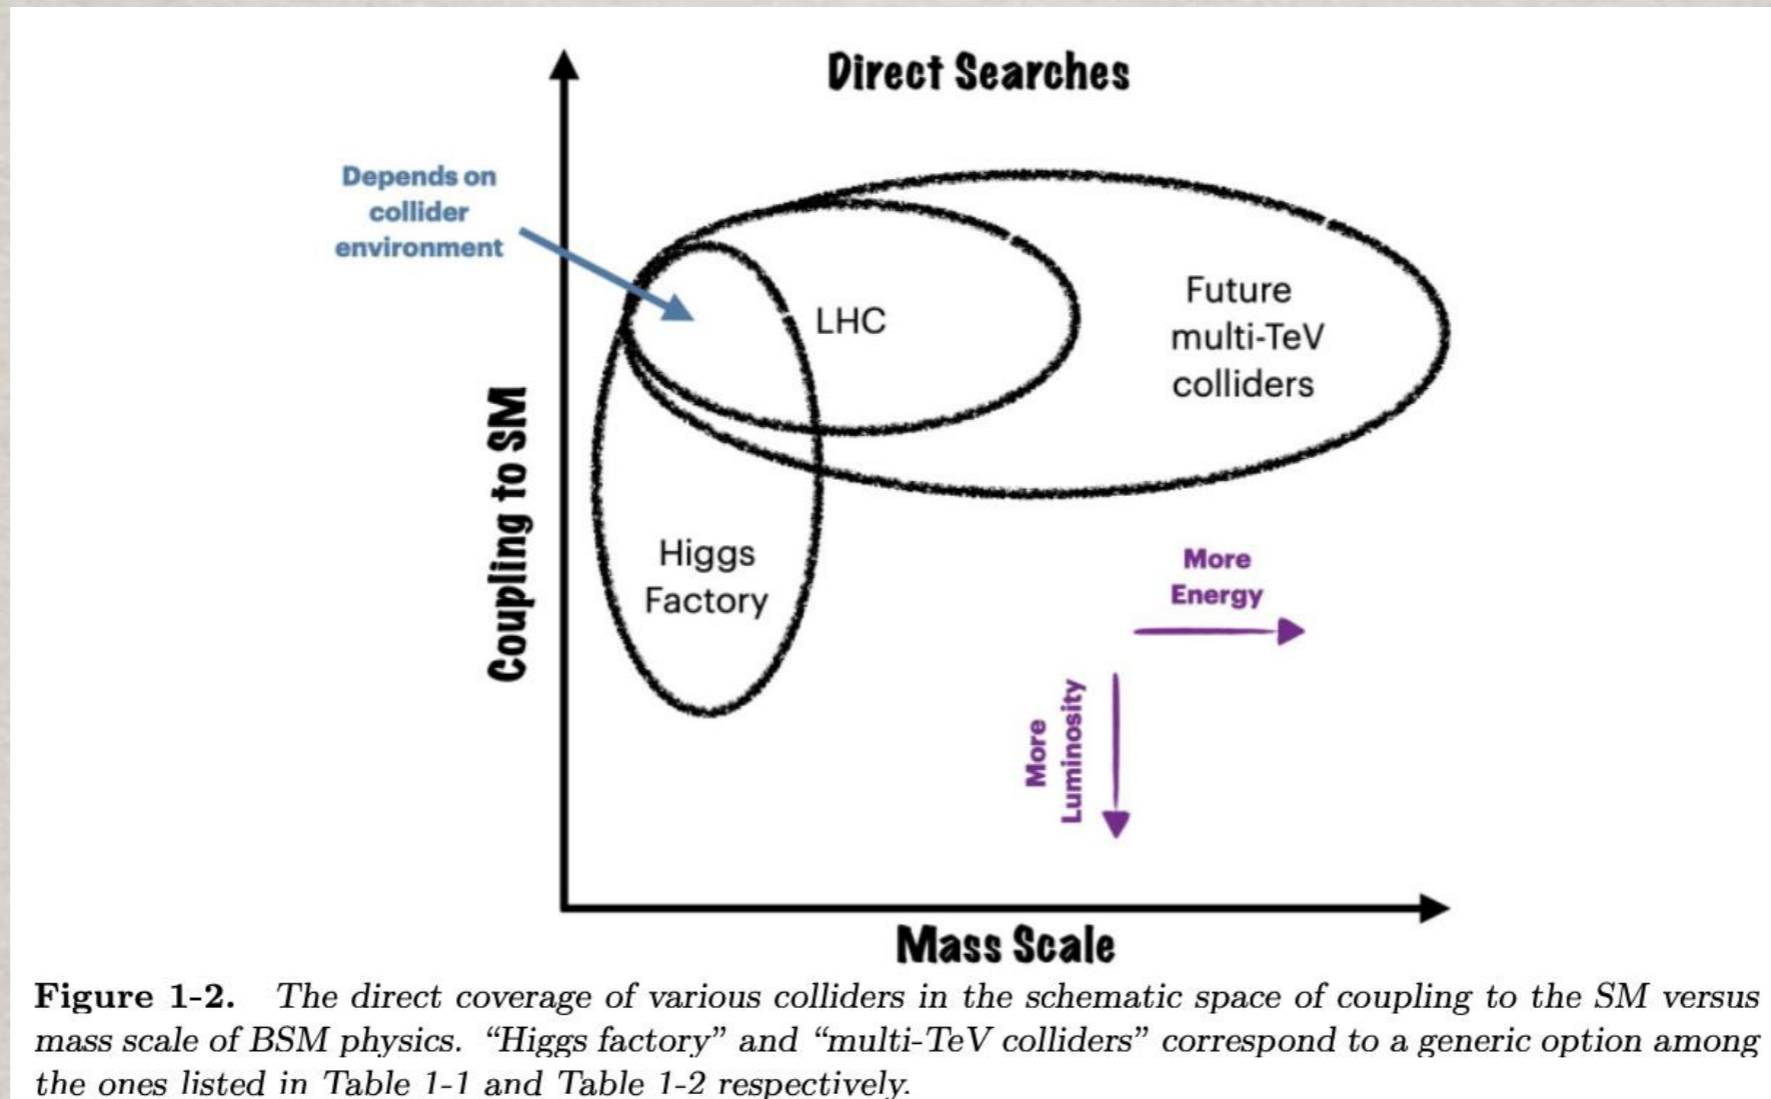 Direct Searches
Depends on
collider
environment
LHC
Future
multi-TeV
colliders
Coupling to SM
Higgs
Factory
More
Energy
More
Luminosity
Mass Scale
Figure 1-2. The direct coverage of various colliders in the schematic space of coupling to the SM versus
mass scale of BSM physics. “Higgs factory” and “multi-TeV colliders” correspond to a generic option among
the ones listed in Table 1-1 and Table 1-2 respectively.